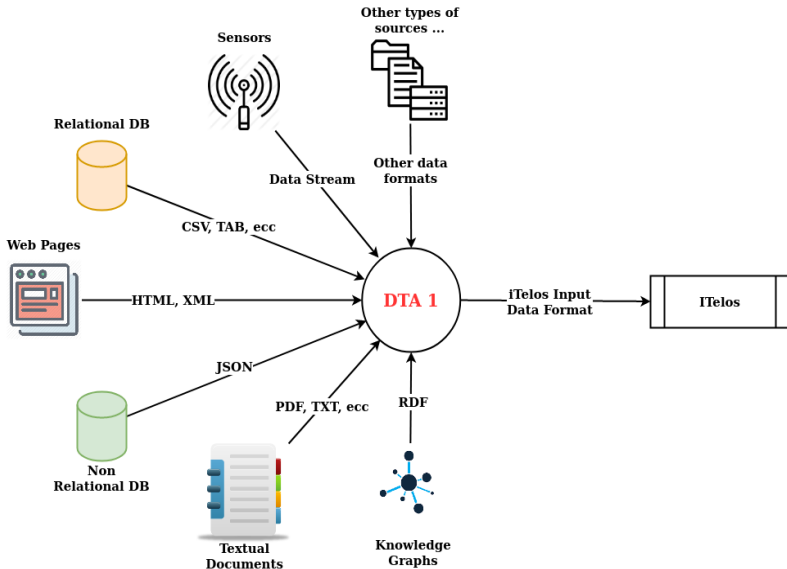 Other types of
sources ...
Sensors
Relational DB
Other data
formats
Data Stream
CSV, TAB, ecc
Web Pages
HTML, XML
DTA 1
iTelos Input
Data Format
ITelos
JSON
PDF, TXT, ecc
RDF
Non
Relational DB
Textual
Documents
Knowledge
Graphs